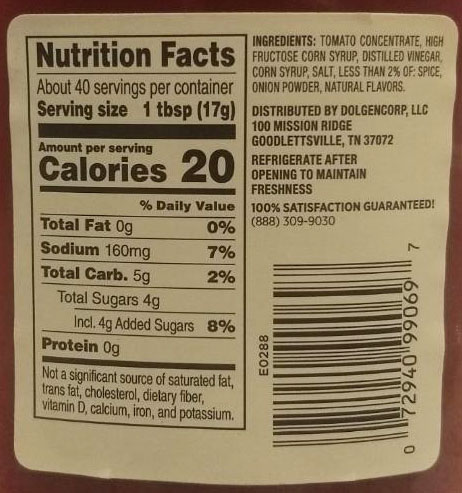 Nutrition Facts
About 40 servings per container
Serving size 1 tbsp (17g)
Amount per serving
Calories 20
% Daily Value
Total Fat 0g 0%
Sodium 160mg 7%
Total Carb. 5g 2%
Total Sugars 4g
Incl. 4g Added Sugars 8%
Protein 0g
Not a significant source of saturated fat,
trans fat, cholesterol, dietary fiber,
vitamin D, calcium, iron, and potassium.
INGREDIENTS: TOMATO CONCENTRATE, HIGH
FRUCTOSE CORN SYRUP, DISTILLED VINEGAR,
CORN SYRUP, SALT, LESS THAN 2% OF: SPICE,
ONION POWDER, NATURAL FLAVORS.
DISTRIBUTED BY DOLGENCORP, LLC
100 MISSION RIDGE
GOODLETTSVILLE, TN 37072
REFRIGERATE AFTER
OPENING TO MAINTAIN
FRESHNESS
100% SATISFACTION GUARANTEED!
(888) 309-9030
E0288
0 72940 99069 7